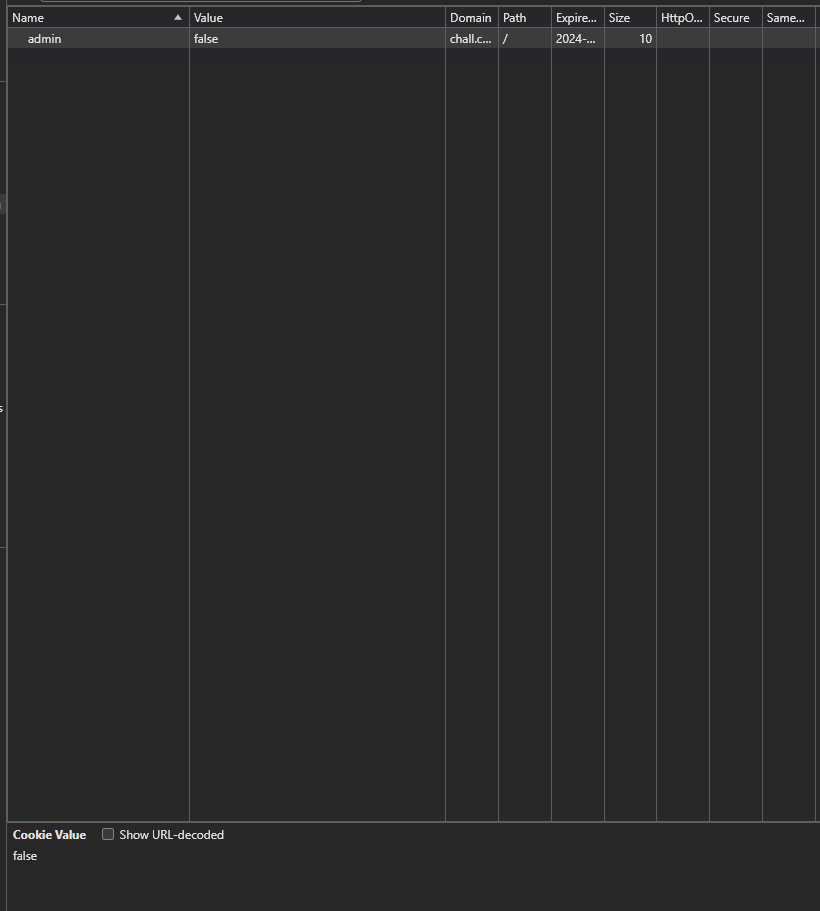 Name Value Domain Path Expire... Size HttpO... Secure Same...
admin false chall.c... / 2024-... 10
Cookie Value Show URL-decoded
false